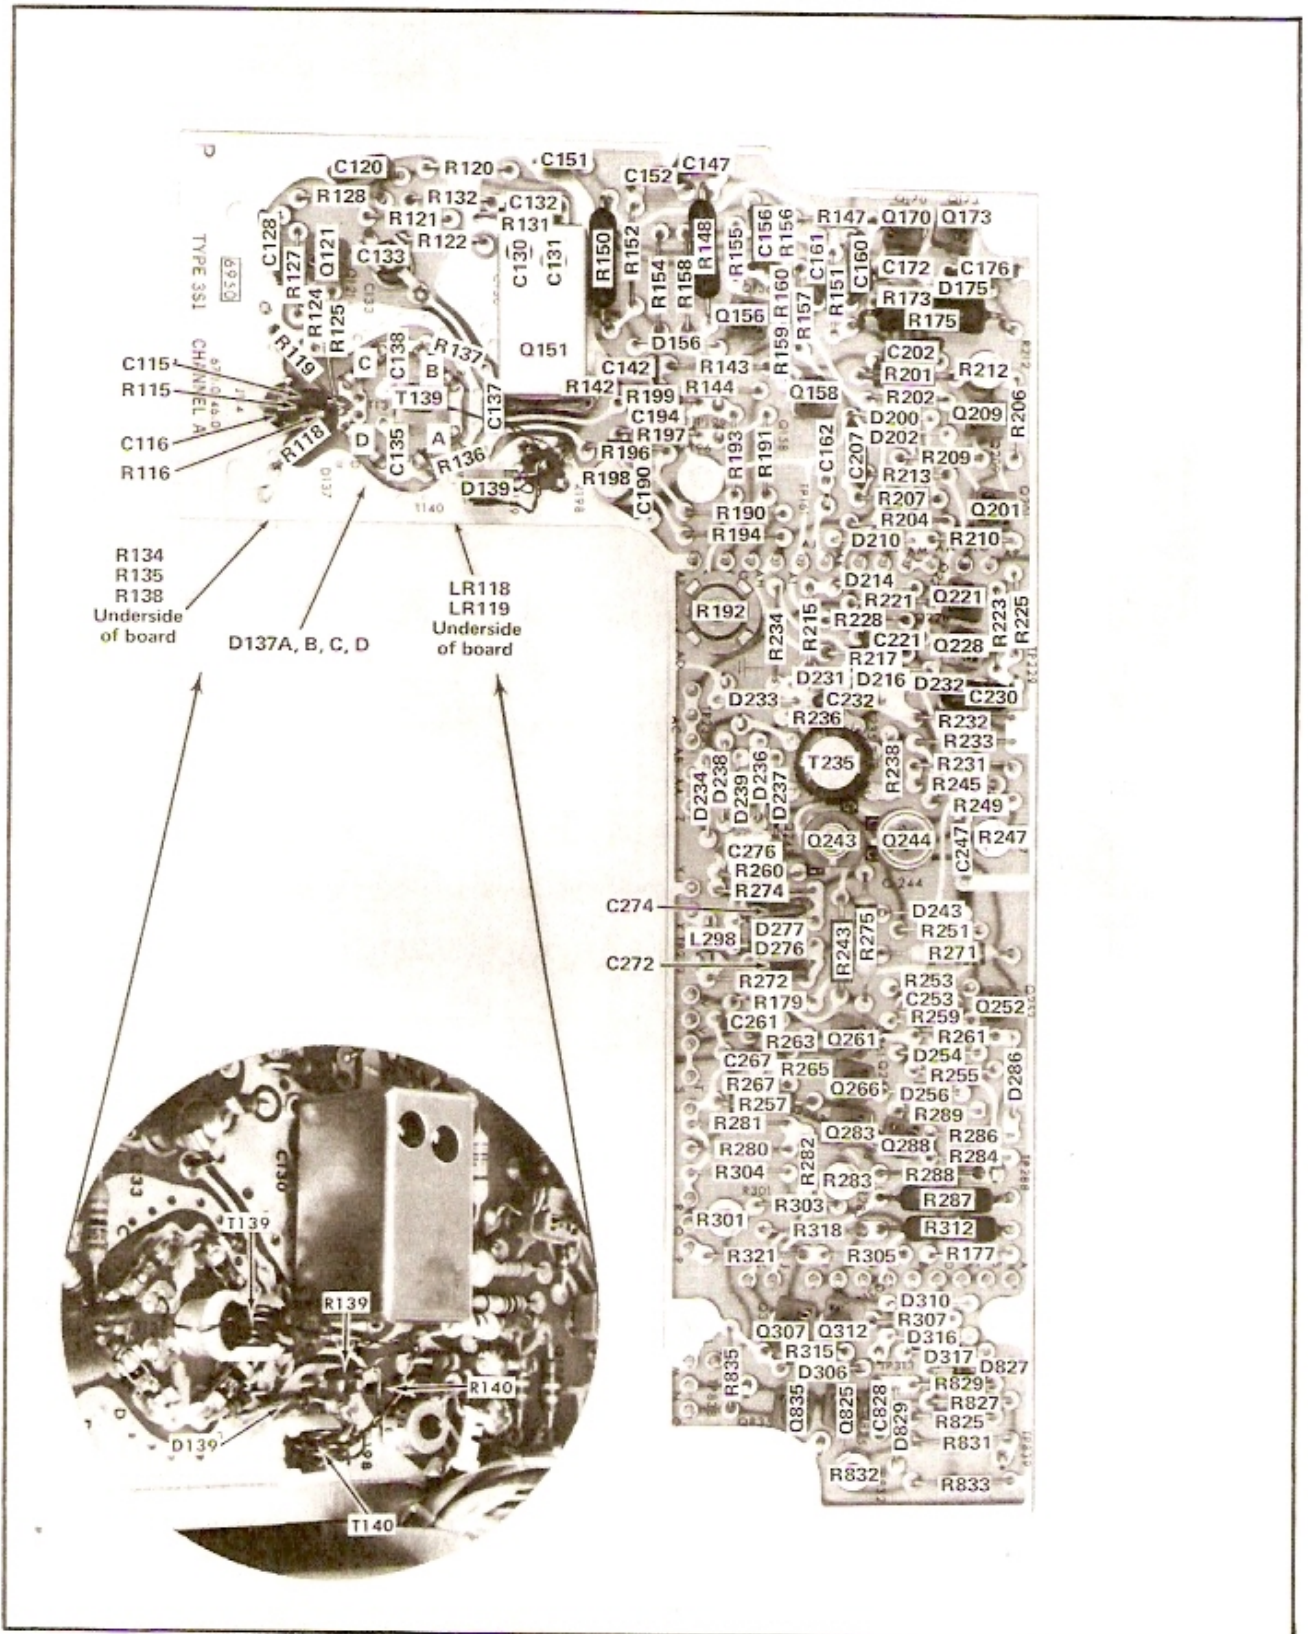 C120
R120
C151
C152
C147
R128
R132
C132
R121
R131
R122
C128
R127
Q121
C133
C130
C131
R150
R152
R154
R158
R148
R155
C156
R156
R147
Q170
Q173
C161
R151
C160
C172
C176
D175
R173
R175
TYPE 3S1 CHANNEL A
6930
R124
R125
R119
C138
R137
Q151
D156
Q156
R160
R157
R159
C202
R201
R212
C115
R115
C116
R116
C
B
T139
C137
C142
R142
R143
R199
R144
C194
R197
Q158
R202
D200
Q209
R206
R118
D
A
C135
R136
R196
R198
D139
C190
R193
R191
C162
C207
D202
R209
R213
R207
Q201
R204
R190
R194
D210
R210
D137
T140
R134
R135
R138
Underside
of board
D137A, B, C, D
LR118
LR119
Underside
of board
R192
R234
R215
D214
R221
Q221
R228
R223
R225
C221
Q228
R217
D231
D216
D232
C230
D233
C232
R236
R232
R233
T235
R238
R231
R245
D234
D238
D239
D236
D237
R249
Q243
Q244
C247
R247
C276
R260
R274
C274
D243
D277
R251
L298
D276
R243
R275
R271
C272
R272
R253
R179
C253
Q252
C261
R259
R263
Q261
R261
C267
D254
D286
R265
R267
R255
Q266
D256
R257
R289
R281
Q283
R286
R280
Q288
R284
R304
R282
R283
R288
R287
R301
R303
R318
R312
R321
R305
R177
D310
R307
Q307
Q312
D316
R315
D317
D827
R835
D306
R829
Q835
Q825
C828
D829
R827
R825
R831
R832
R833
C130
T139
R139
R140
D139
T140